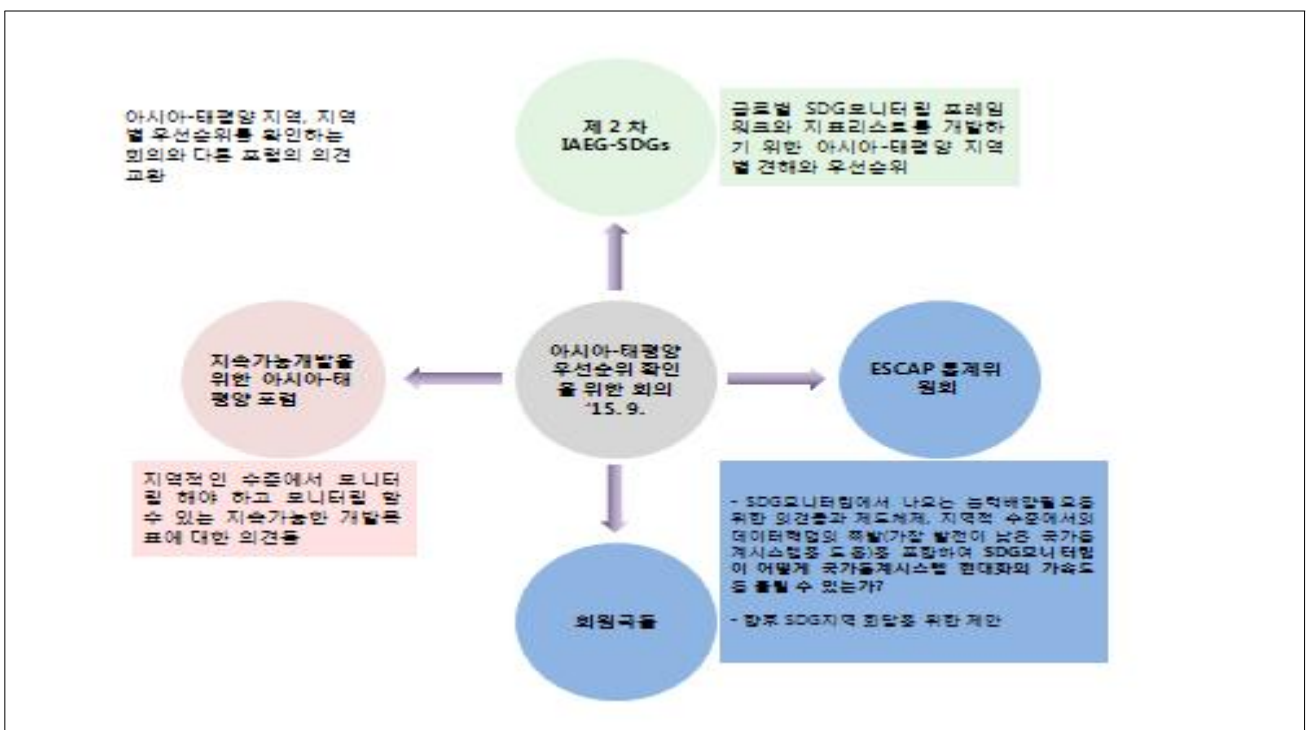 아시아-태평양 지역, 지역
별 우선순위를 확인하는
회의와 다른 포럼의 의견
교환
제 2 차
IAEG-SDGs
글로벌 SDG모니터링 프레임
워크와 지표리스트를 개발하
기 위한 아시아-태평양 지역
별 견해와 우선순위
지속가능개발을
위한 아시아-태
평양 포럼
아시아-태평양
우선순위 확인
을 위한 회의
'15. 9.
ESCAP 통계위
원회
지역적인 수준에서 모니터
링 해야 하고 모니터링 할
수 있는 지속가능한 개발목
표에 대한 의견들
- SDG모니터링에서 나오는 능력배양필요등
위한 의견들과 제도체제, 지역적 수준에서의
데이터혁명의 촉발(가장 발전이 낮은 국가통
계시스템을 도움)을 포함하여 SDG모니터링
이 어떻게 국가통계시스템 현대화의 가속도
를 올릴 수 있는가?
- 향후 SDG지역 회담을 위한 제안
회원국들